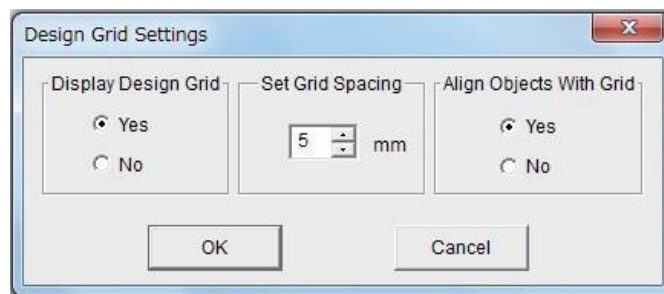 Design Grid Settings
Display Design Grid
Set Grid Spacing
Align Objects With Grid
Yes
No
5 mm
Yes
No
OK
Cancel